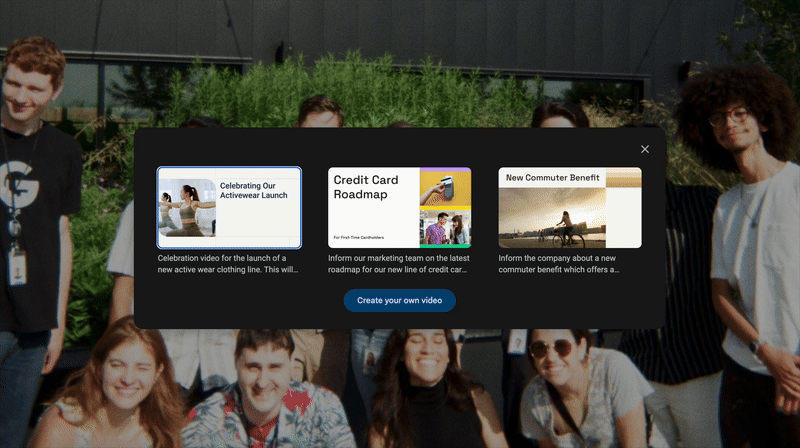 Celebrating Our
Activewear Launch
Credit Card
Roadmap
For First-Time Cardholders
New Commuter Benefit
Celebration video for the launch of a
new active wear clothing line. This will...
Inform our marketing team on the latest
roadmap for our new line of credit car...
Inform the company about a new
commuter benefit which offers a...
Create your own video
G